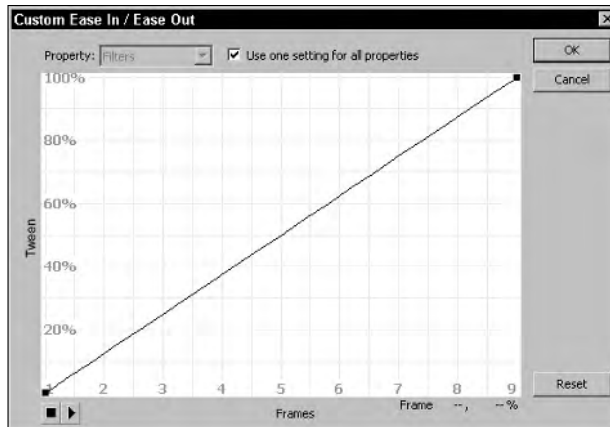 Custom Ease In / Ease Out
Property: Filters
Use one setting for all properties
OK
Cancel
100%
80%
60%
40%
20%
Tween
1 2 3 4 5 6 7 8 9
Frames
Frame --, --%
Reset